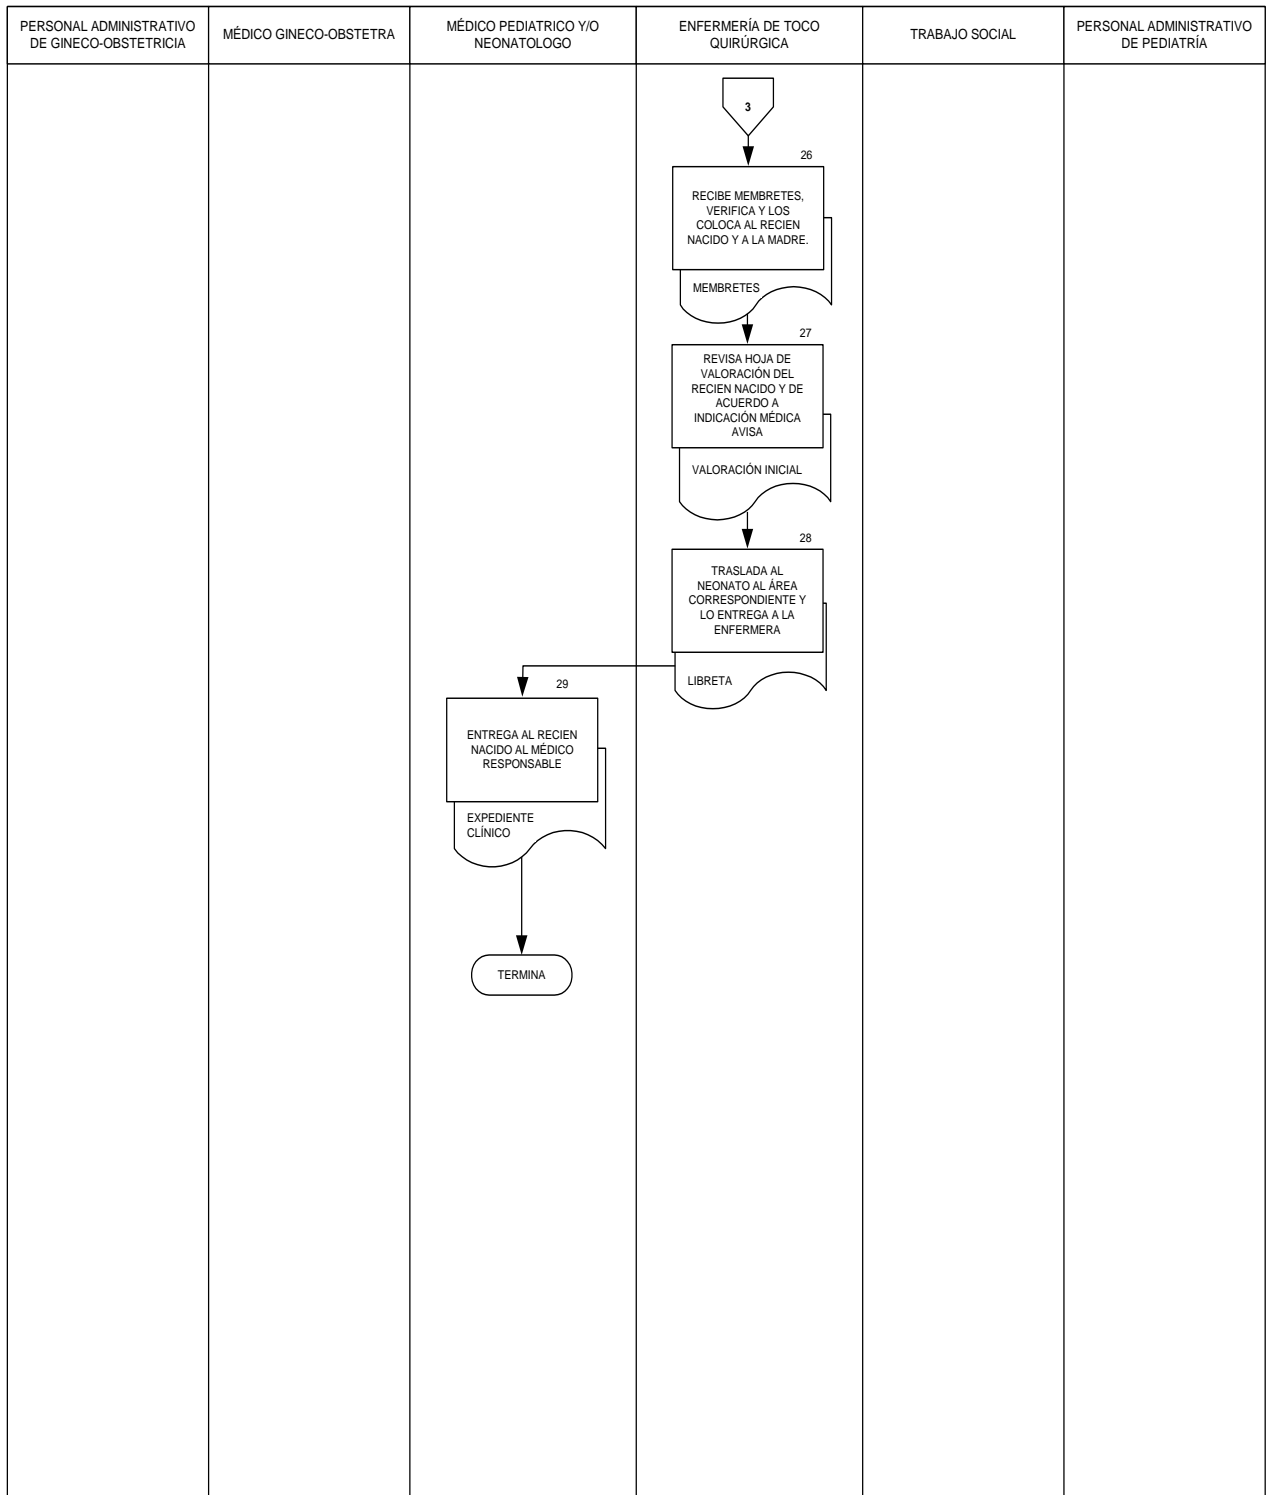 PERSONAL ADMINISTRATIVO
DE GINECO-OBSTETRICIA
MÉDICO GINECO-OBSTETRA
MÉDICO PEDIATRICO Y/O
NEONATOLOGO
ENFERMERÍA DE TOCO
QUIRÚRGICA
TRABAJO SOCIAL
PERSONAL ADMINISTRATIVO
DE PEDIATRÍA
3
26
RECIBE MEMBRETES,
VERIFICA Y LOS
COLOCA AL RECIEN
NACIDO Y A LA MADRE.
MEMBRETES
27
REVISA HOJA DE
VALORACIÓN DEL
RECIEN NACIDO Y DE
ACUERDO A
INDICACIÓN MÉDICA
AVISA
VALORACIÓN INICIAL
28
TRASLADA AL
NEONATO AL ÁREA
CORRESPONDIENTE Y
LO ENTREGA A LA
ENFERMERA
LIBRETA
29
ENTREGA AL RECIEN
NACIDO AL MÉDICO
RESPONSABLE
EXPEDIENTE
CLÍNICO
TERMINA